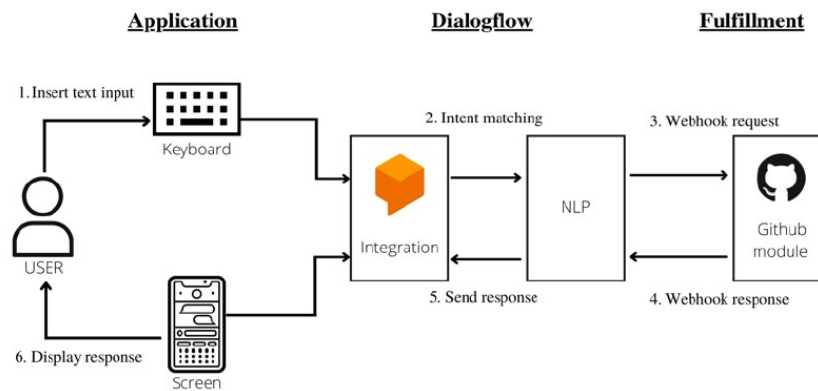 Application
Dialogflow
Fulfillment
1. Insert text input
Keyboard
2. Intent matching
3. Webhook request
USER
Integration
NLP
Github
module
5. Send response
4. Webhook response
6. Display response
Screen